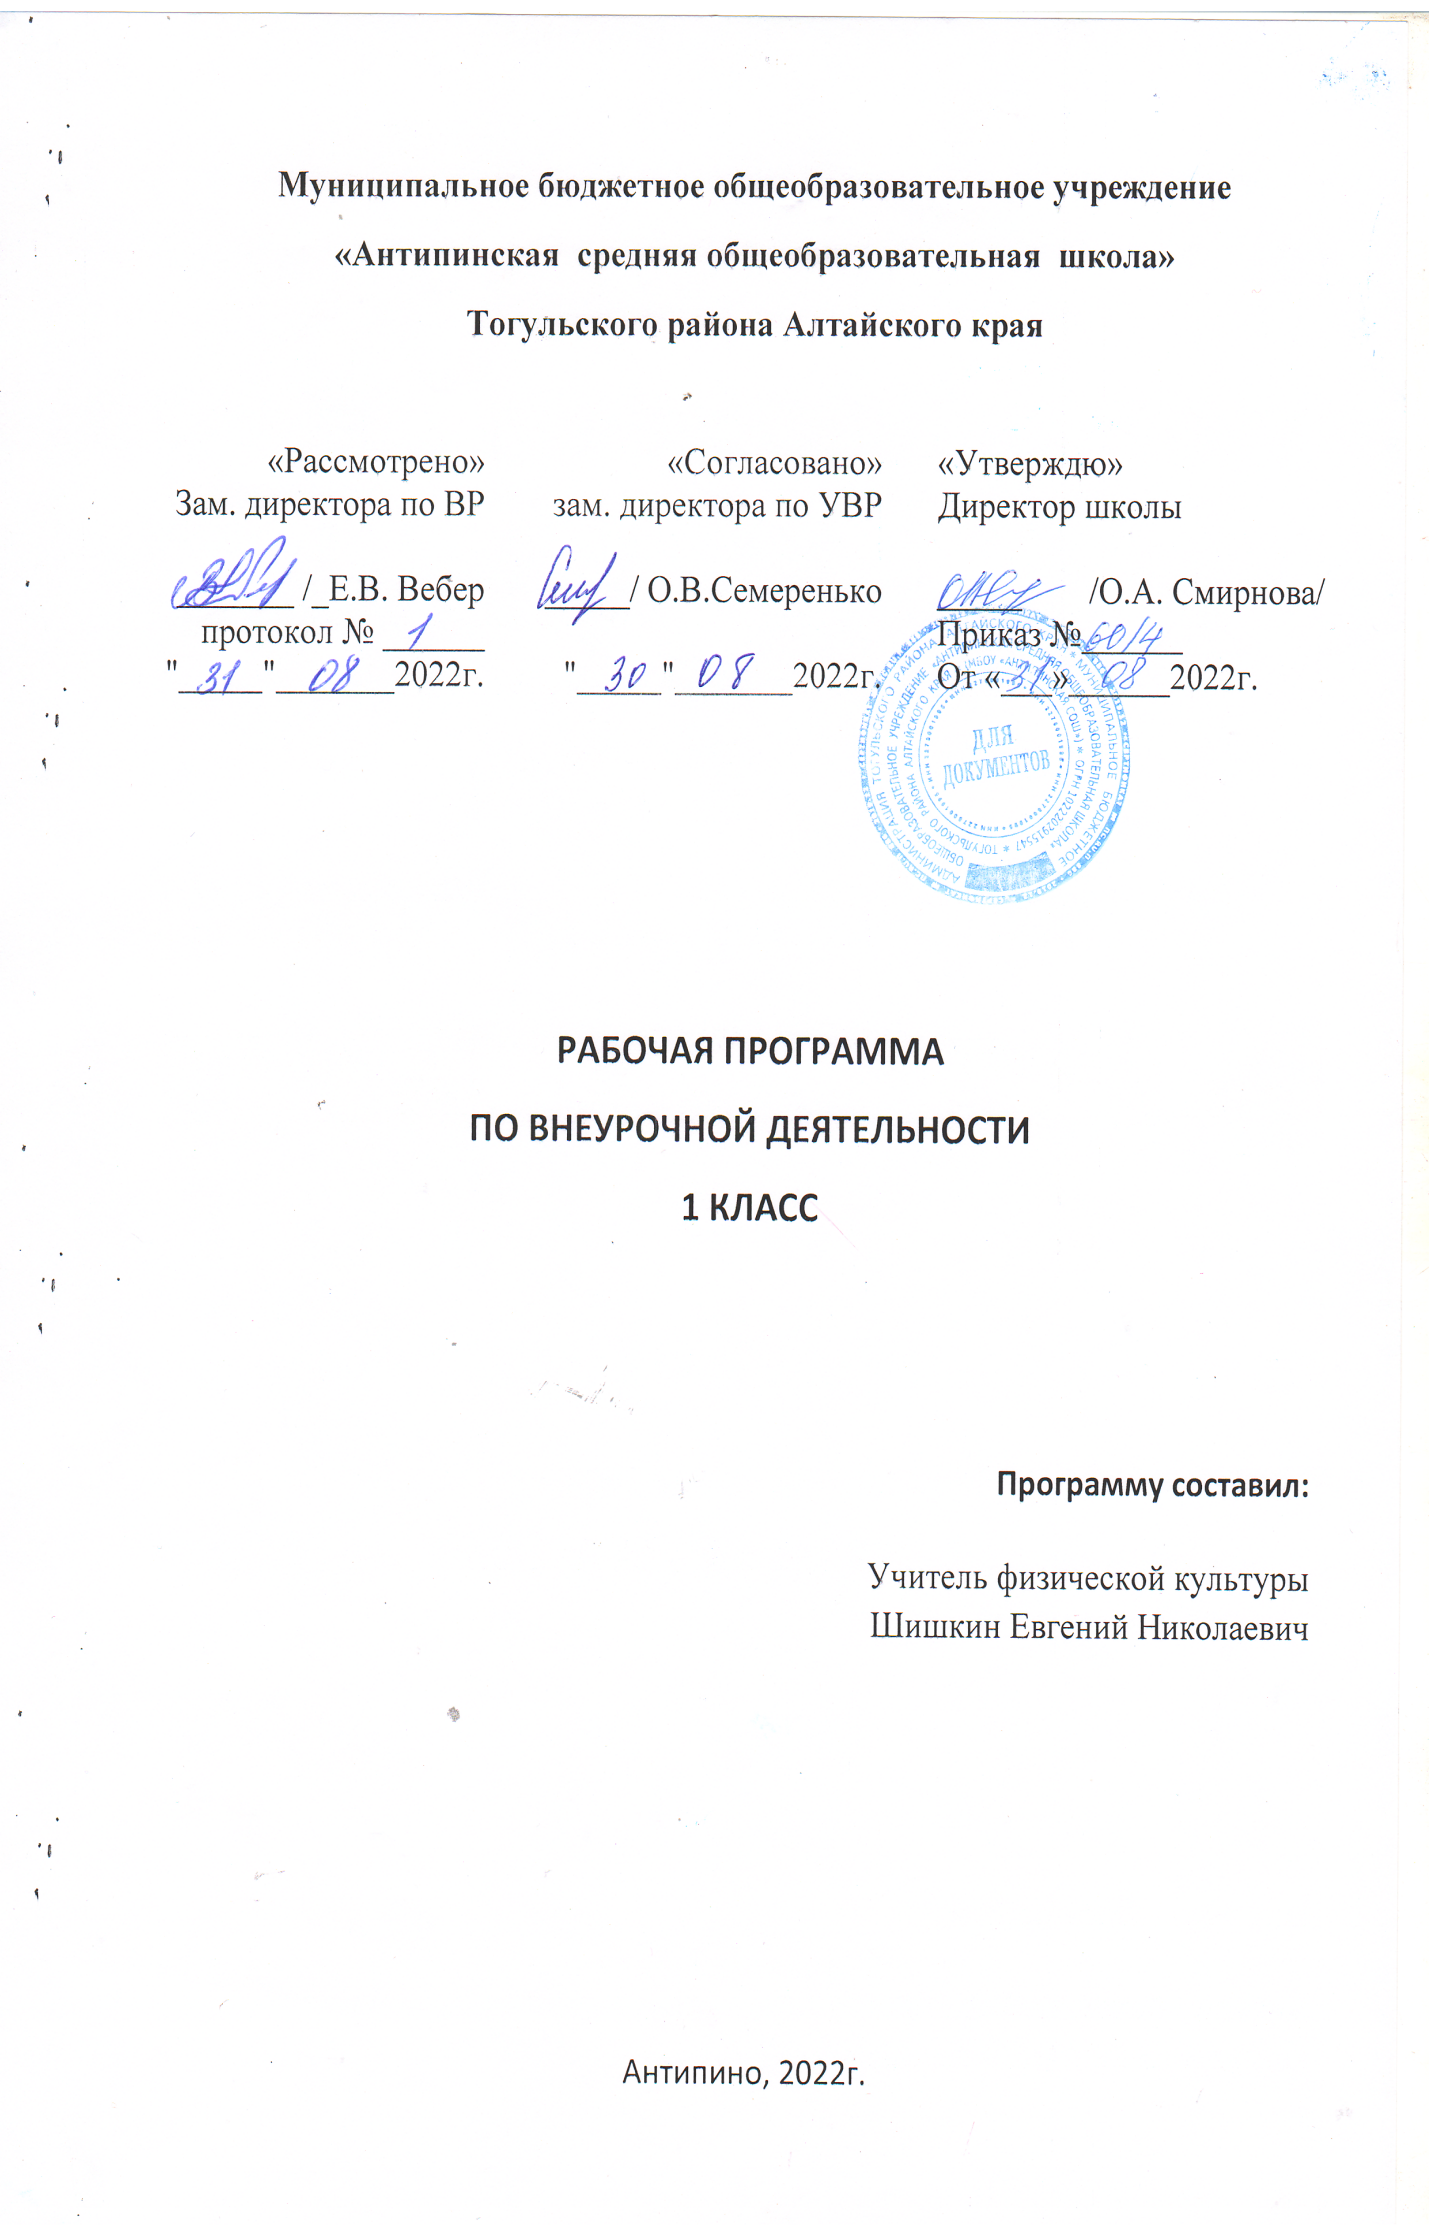 Муниципальное бюджетное общеобразовательное учреждение
«Антипинская средняя общеобразовательная школа»
Тогульского района Алтайского края
«Рассмотрено»
Зам. директора по ВР
/_Е.В. Вебер
протокол № 1
"31" 08 2022г.
«Согласовано»
зам. директора по УВР
/ О.В.Семеренько
"30" 08 2022г.
«Утверждю»
Директор школы
/О.А. Смирнова/
Приказ № 60/4
От «31» 08 2022г.
ДЛЯ
ДОКУМЕНТОВ
РАБОЧАЯ ПРОГРАММА
ПО ВНЕУРОЧНОЙ ДЕЯТЕЛЬНОСТИ
1 КЛАСС
Программу составил:
Учитель физической культуры
Шишкин Евгений Николаевич
Антипино, 2022г.